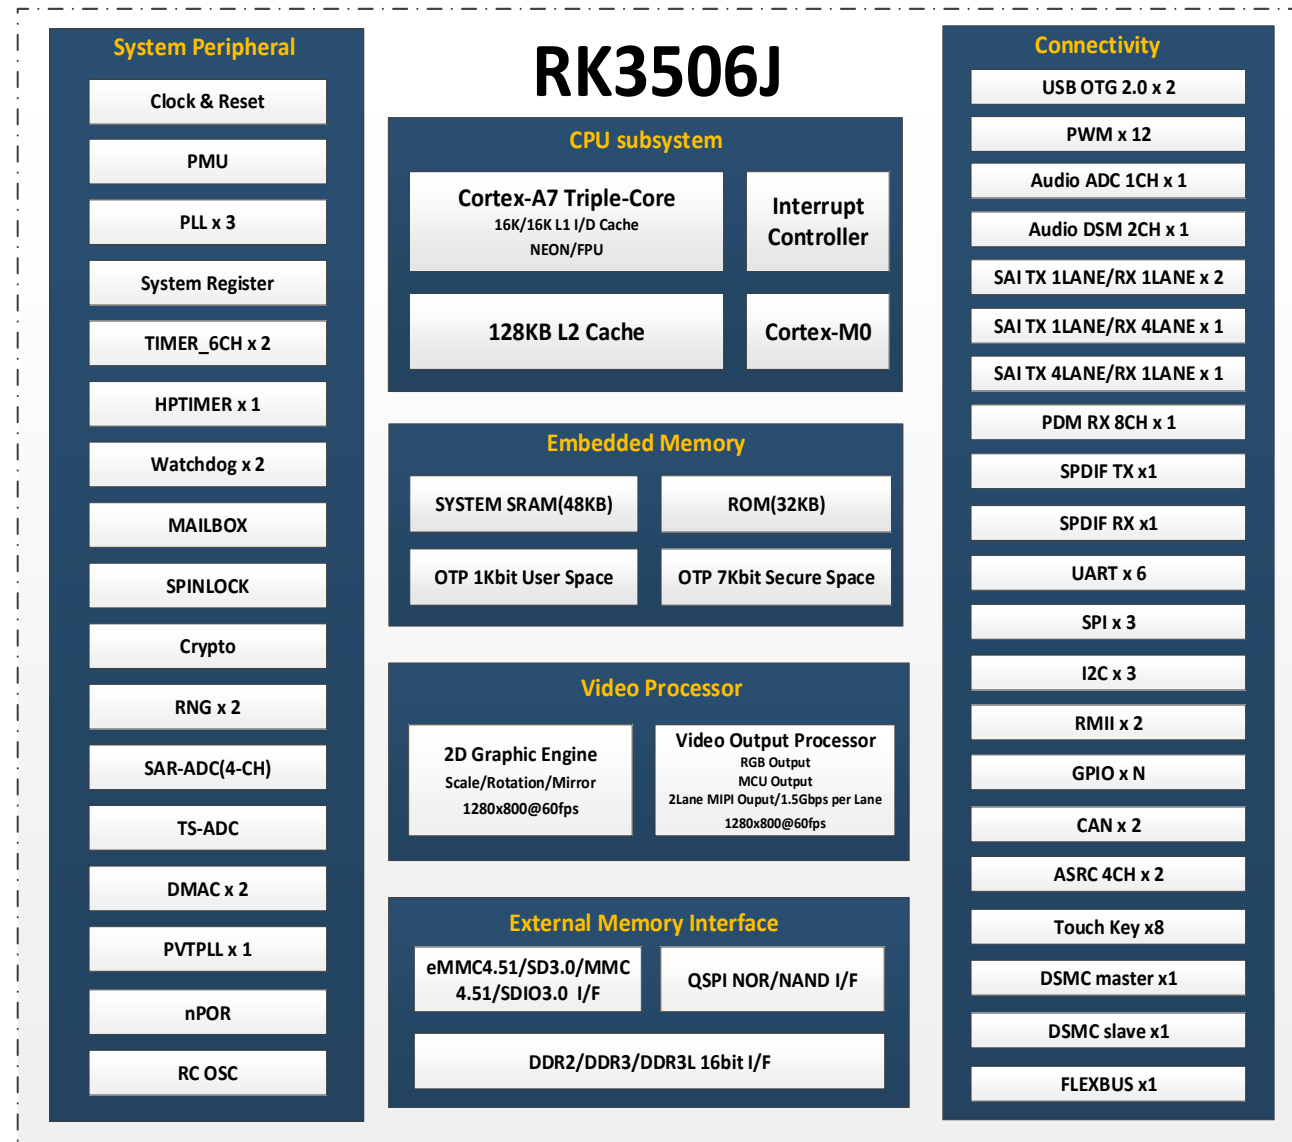 RK3506J
System Peripheral
Clock & Reset
PMU
PLL x 3
System Register
TIMER_6CH x 2
HPTIMER x 1
Watchdog x 2
MAILBOX
SPINLOCK
Crypto
RNG x 2
SAR-ADC(4-CH)
TS-ADC
DMAC x 2
PVTPLL x 1
nPOR
RC OSC
CPU subsystem
Cortex-A7 Triple-Core
16K/16K L1 I/D Cache
NEON/FPU
Interrupt
Controller
128KB L2 Cache
Cortex-M0
Embedded Memory
SYSTEM SRAM(48KB)
ROM(32KB)
OTP 1Kbit User Space
OTP 7Kbit Secure Space
Video Processor
2D Graphic Engine
Scale/Rotation/Mirror
1280x800@60fps
Video Output Processor
RGB Output
MCU Output
2Lane MIPI Ouput/1.5Gbps per Lane
1280x800@60fps
External Memory Interface
eMMC4.51/SD3.0/MMC
4.51/SDIO3.0 I/F
QSPI NOR/NAND I/F
DDR2/DDR3/DDR3L 16bit I/F
Connectivity
USB OTG 2.0 x 2
PWM x 12
Audio ADC 1CH x 1
Audio DSM 2CH x 1
SAI TX 1LANE/RX 1LANE x 2
SAI TX 1LANE/RX 4LANE x 1
SAI TX 4LANE/RX 1LANE x 1
PDM RX 8CH x 1
SPDIF TX x1
SPDIF RX x1
UART x 6
SPI x 3
I2C x 3
RMII x 2
GPIO x N
CAN x 2
ASRC 4CH x 2
Touch Key x8
DSMC master x1
DSMC slave x1
FLEXBUS x1